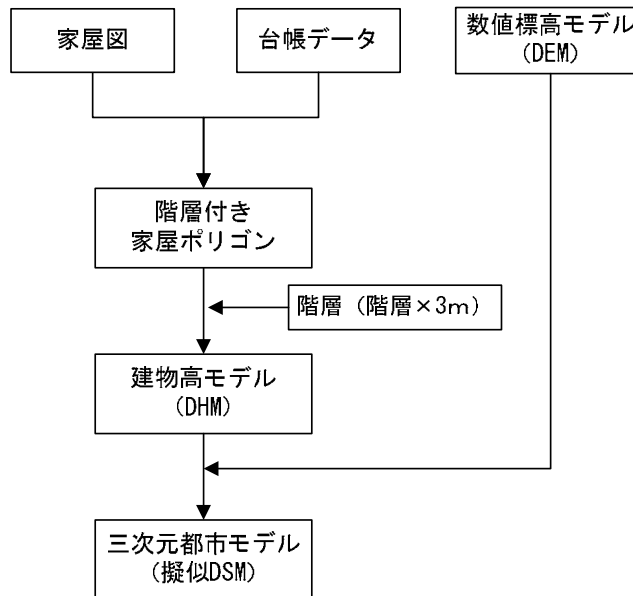 家屋図
台帳データ
数値標高モデル
(DEM)
階層付き
家屋ポリゴン
階層（階層×3m）
建物高モデル
(DHM)
三次元都市モデル
(擬似DSM)